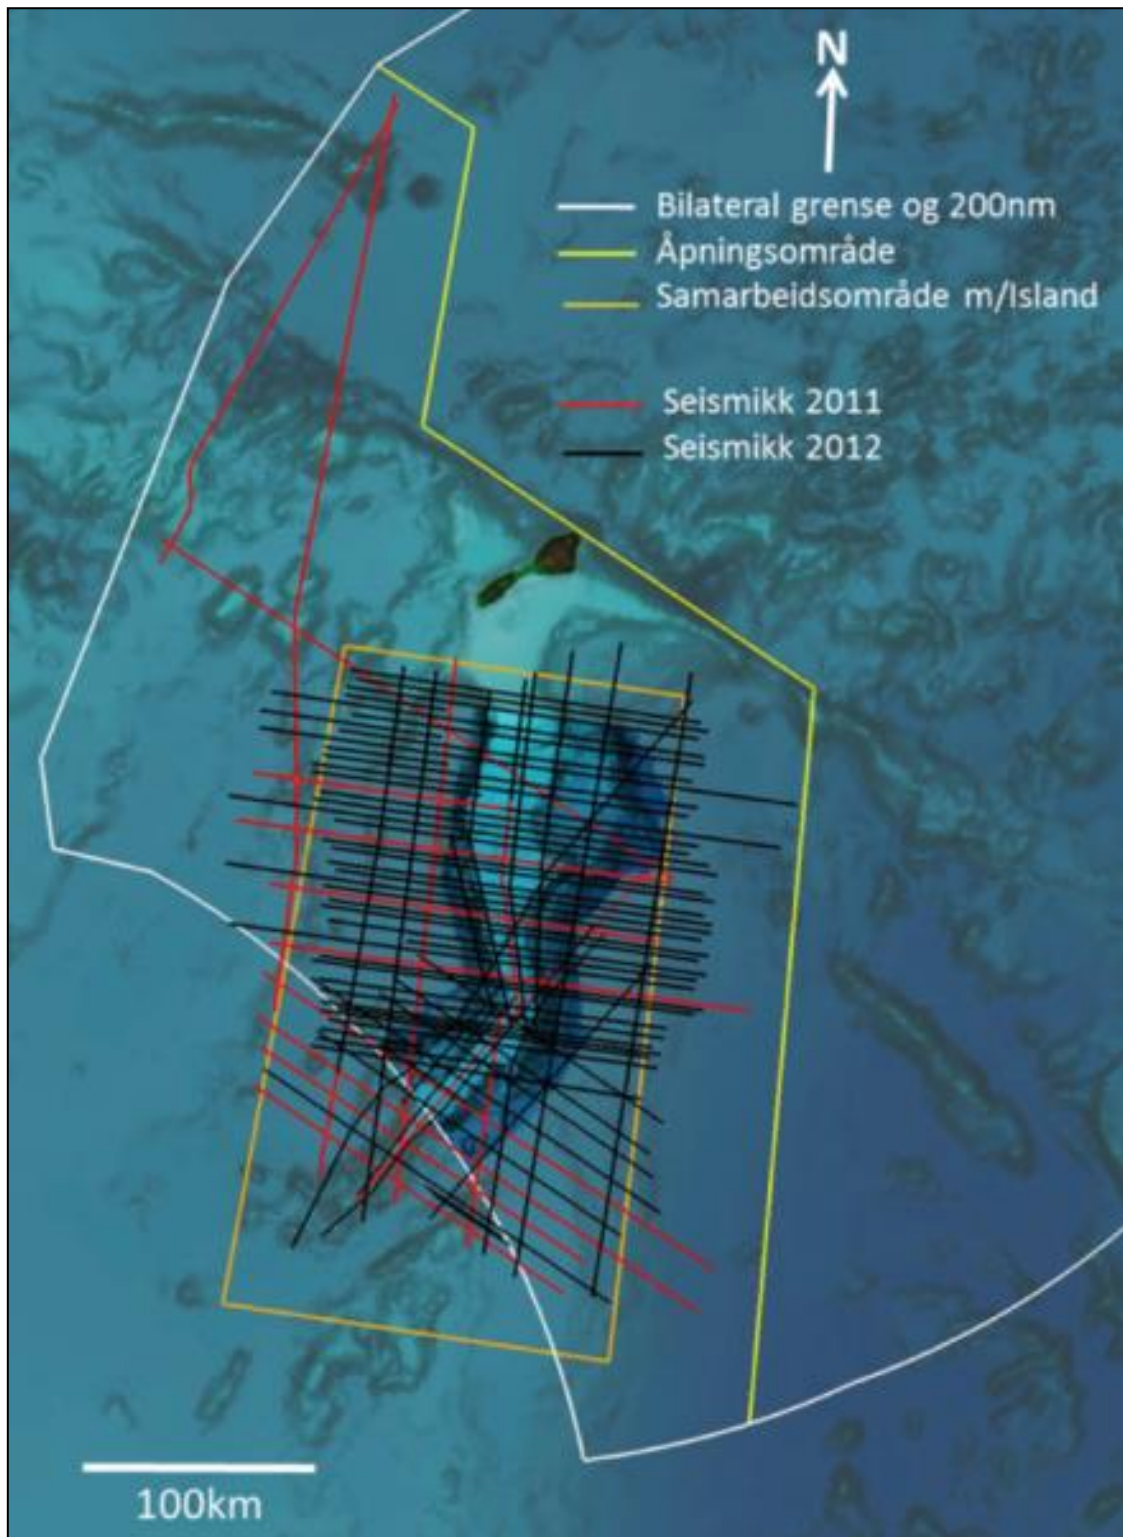 N
Bilateral grense og 200nm
Åpningsområde
Samarbeidsområde m/Island
Seismikk 2011
Seismikk 2012
100km